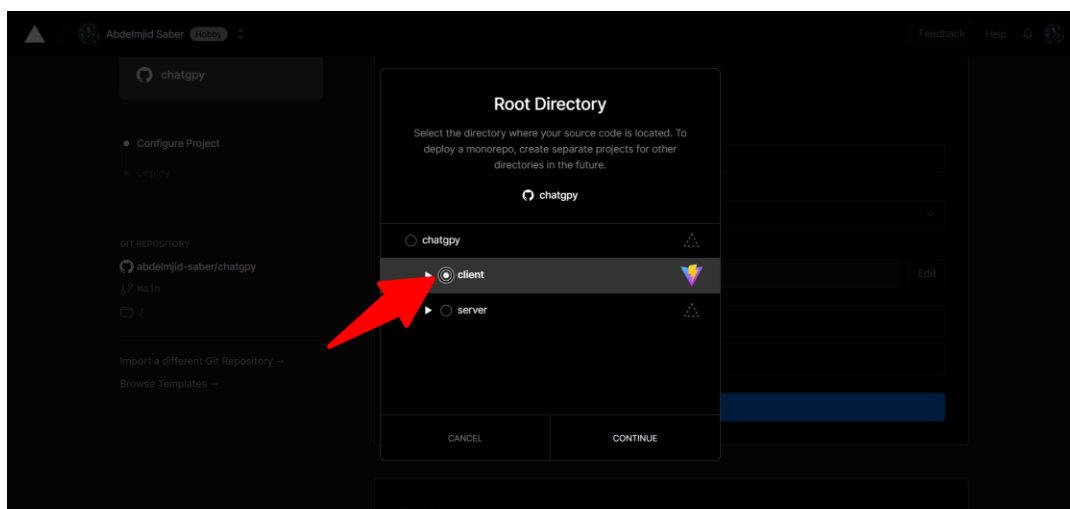 Abdelmjid Saber Hobby
Feedback Help
chatgpy
Configure Project
Deploy
GIT REPOSITORY
abdelmjid-saber/chatgpy
main
/
Import a different Git Repository →
Browse Templates →
Root Directory
Select the directory where your source code is located. To
deploy a monorepo, create separate projects for other
directories in the future.
chatgpy
chatgpy
client
server
CANCEL CONTINUE
Edit